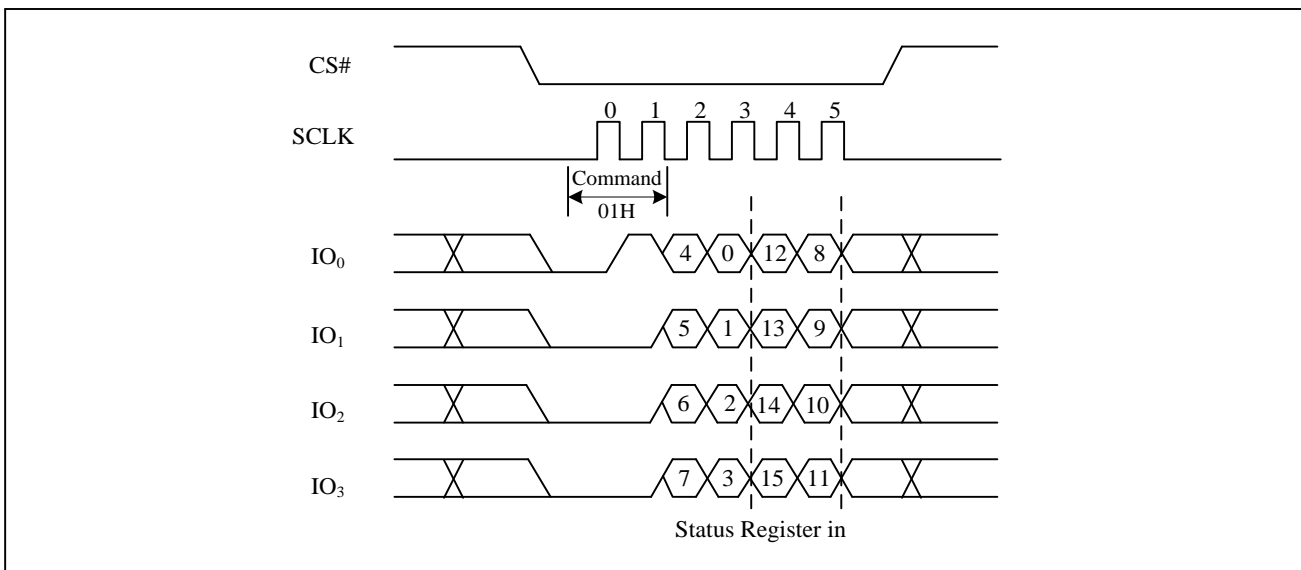 CS#
0 1 2 3 4 5
SCLK
Command
01H
IO0 4 0 12 8
IO1 5 1 13 9
IO2 6 2 14 10
IO3 7 3 15 11
Status Register in